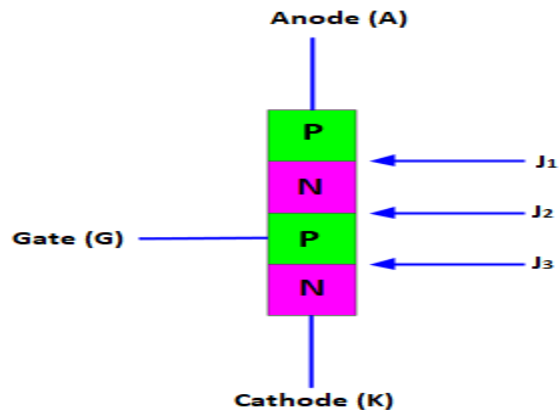 Anode (A)
P
J₁
N
J₂
Gate (G)
P
J₃
N
Cathode (K)